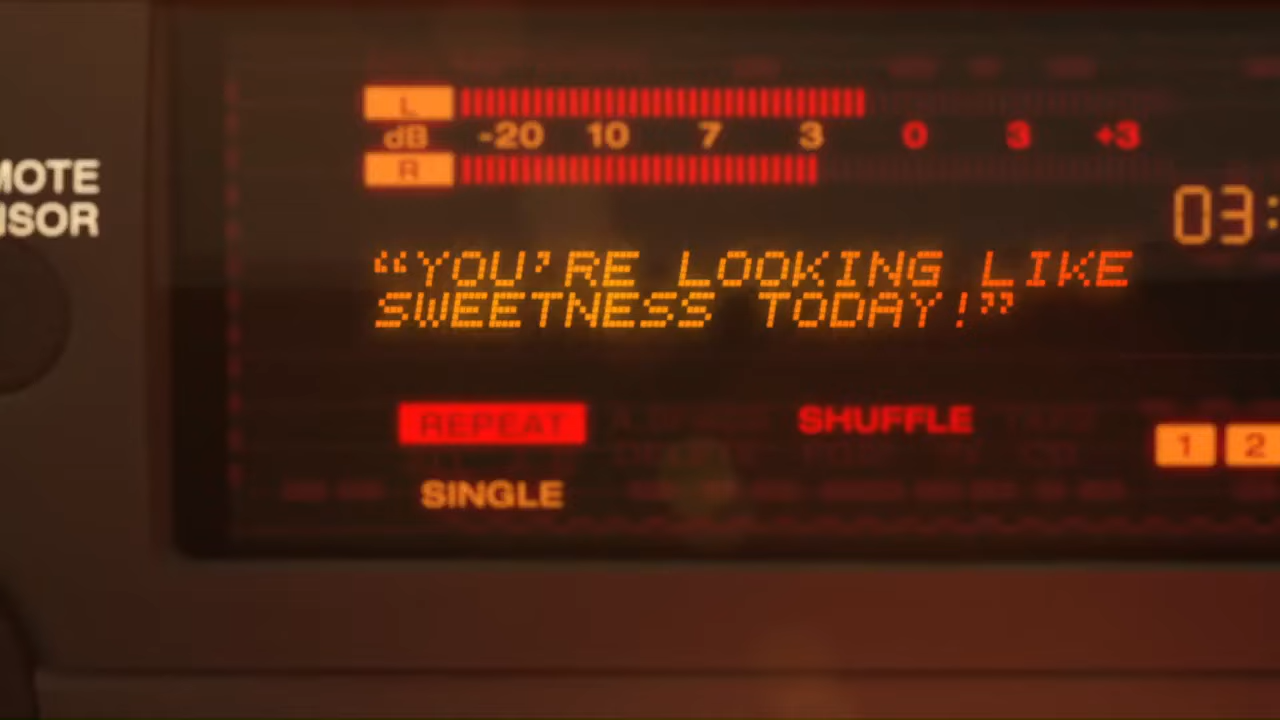 L
dB -20 10 7 3 0 3 +3
R
MOTE
NSOR
03:
“YOU’RE LOOKING LIKE
SWEETNESS TODAY!”
REPEAT SHUFFLE
1 2
SINGLE